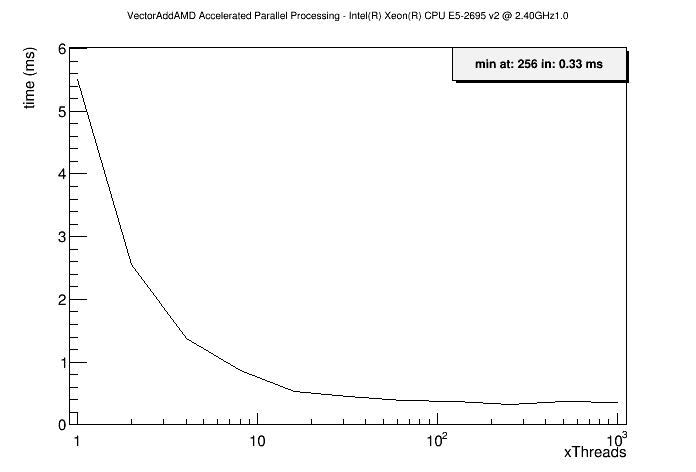 VectorAddAMD Accelerated Parallel Processing - Intel(R) Xeon(R) CPU E5-2695 v2 @ 2.40GHz1.0
time (ms)
min at: 256 in: 0.33 ms
6
5
4
3
2
1
0
1 10 10² 10³
xThreads